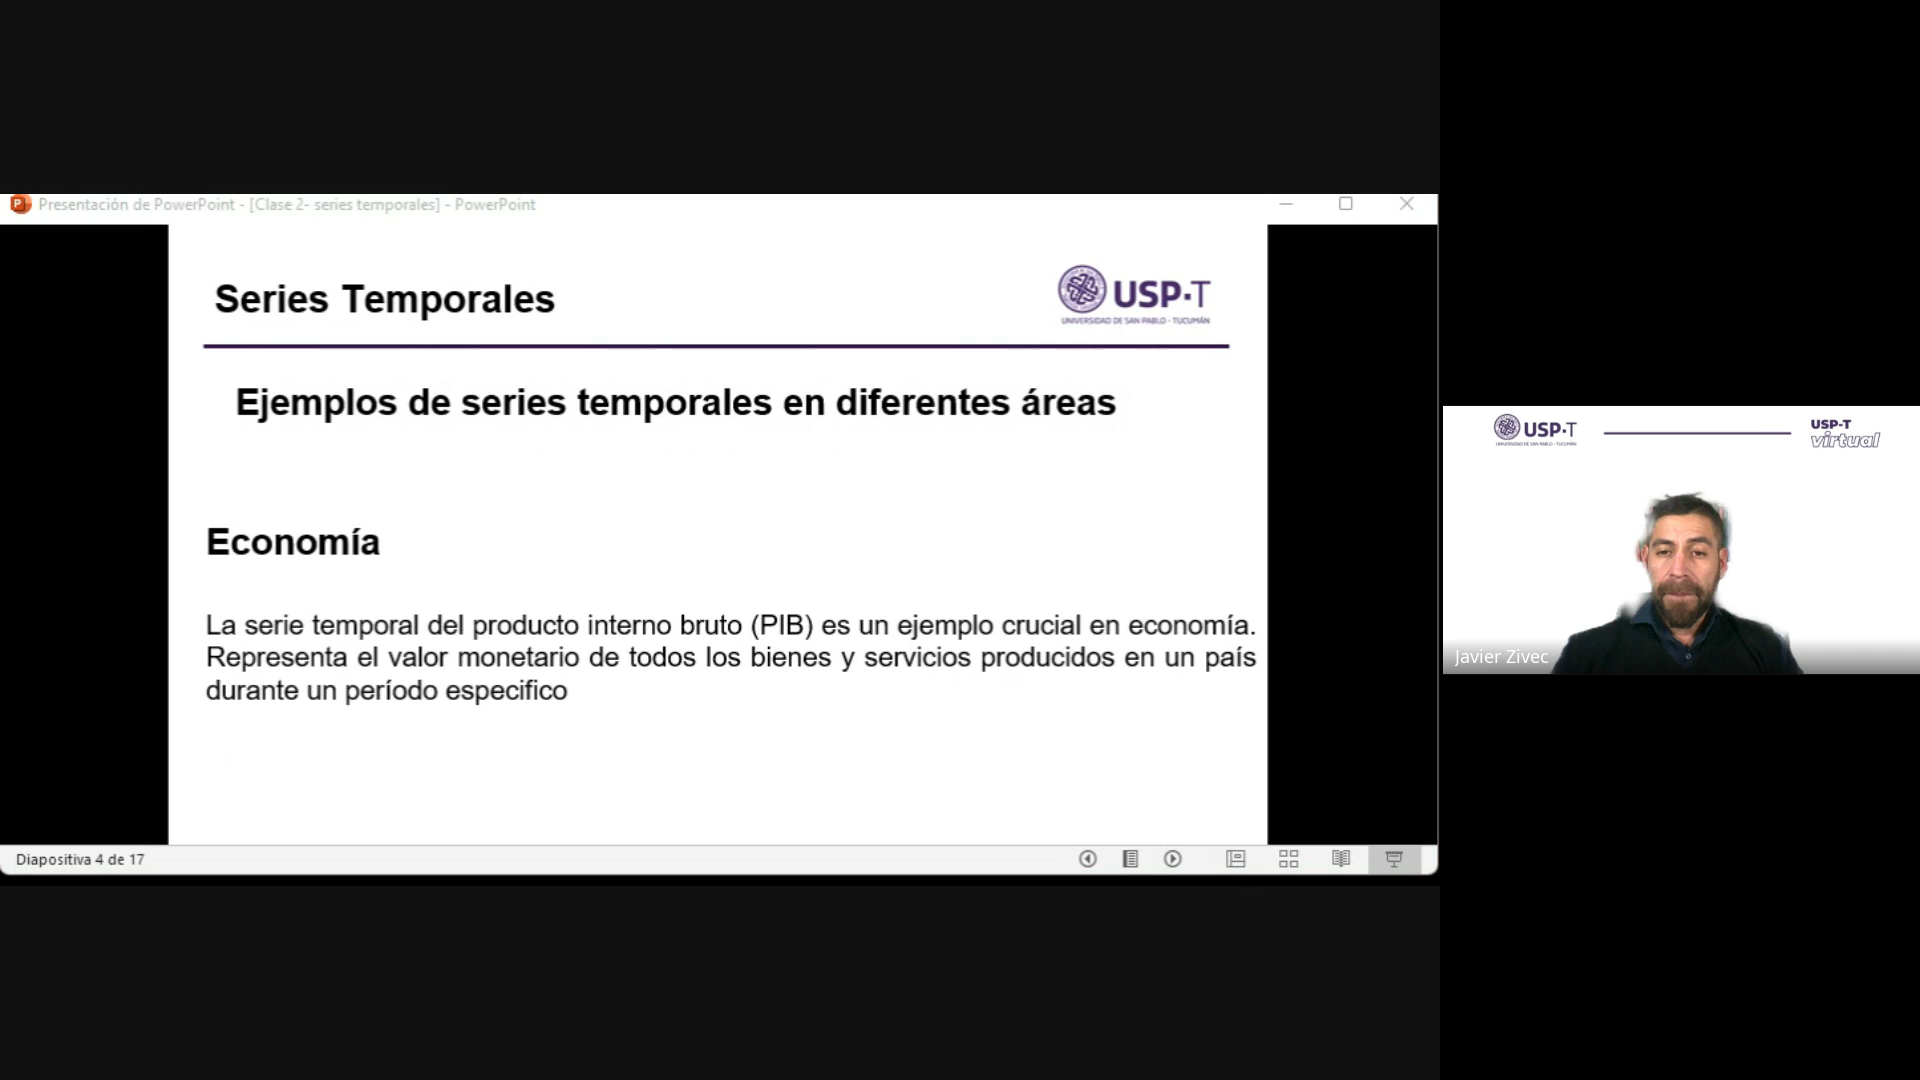 Presentación de PowerPoint - [Clase 2- series temporales] - PowerPoint
Series Temporales
USP·T
UNIVERSIDAD DE SAN PABLO - TUCUMÁN
Ejemplos de series temporales en diferentes áreas
Economía
La serie temporal del producto interno bruto (PIB) es un ejemplo crucial en economía.
Representa el valor monetario de todos los bienes y servicios producidos en un país
durante un período especifico
Diapositiva 4 de 17
USP·T
UNIVERSIDAD DE SAN PABLO - TUCUMÁN
USP-T
virtual
Javier Zivec